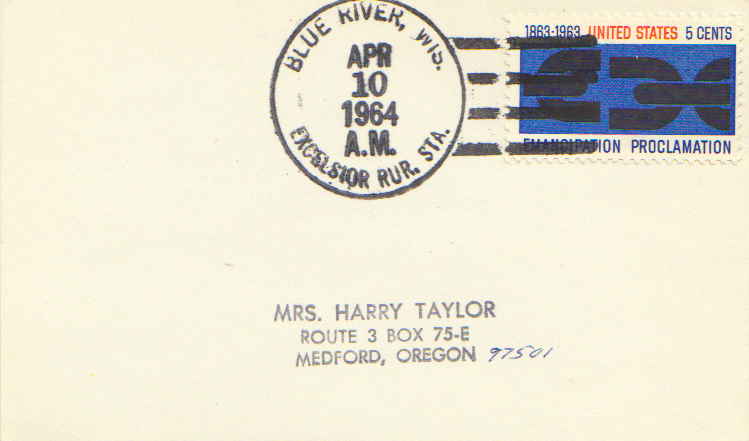 BLUE RIVER, WIS.
APR
10
1964
A.M.
EXCELSIOR RUR. STA.
1863-1963 UNITED STATES 5 CENTS
EMANCIPATION PROCLAMATION
MRS. HARRY TAYLOR
ROUTE 3 BOX 75-E
MEDFORD, OREGON 97501